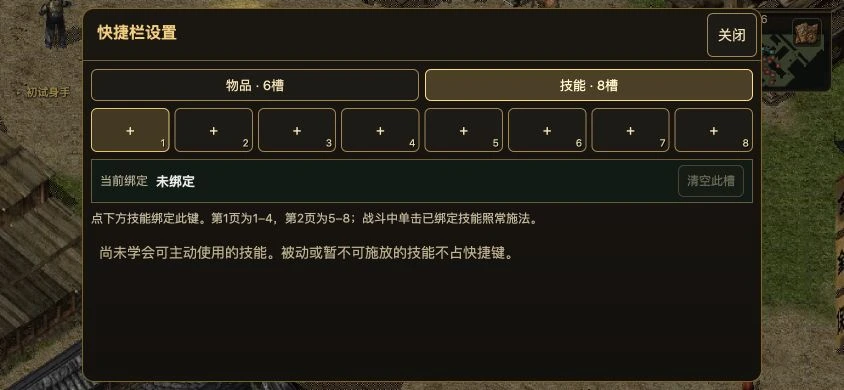 快捷栏设置
关闭
6
初试身手
物品 · 6槽
技能 · 8槽
+ 1
+ 2
+ 3
+ 4
+ 5
+ 6
+ 7
+ 8
当前绑定 未绑定
清空此槽
点下方技能绑定此键。第1页为1–4，第2页为5–8；战斗中单击已绑定技能照常施法。
尚未学会可主动使用的技能。被动或暂不可施放的技能不占快捷键。